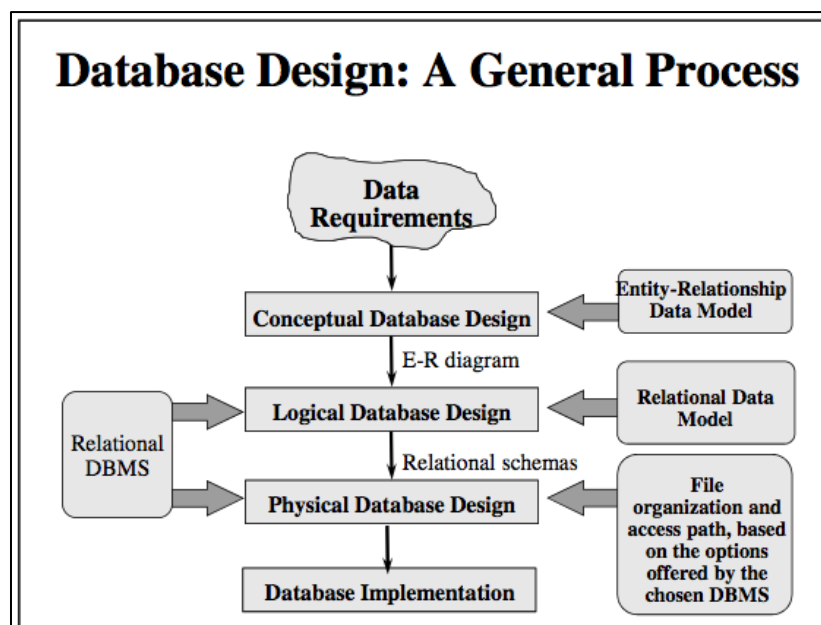 Database Design: A General Process
Data
Requirements
Conceptual Database Design
Entity-Relationship
Data Model
E-R diagram
Logical Database Design
Relational Data
Model
Relational
DBMS
Relational schemas
Physical Database Design
File
organization and
access path, based
on the options
offered by the
chosen DBMS
Database Implementation